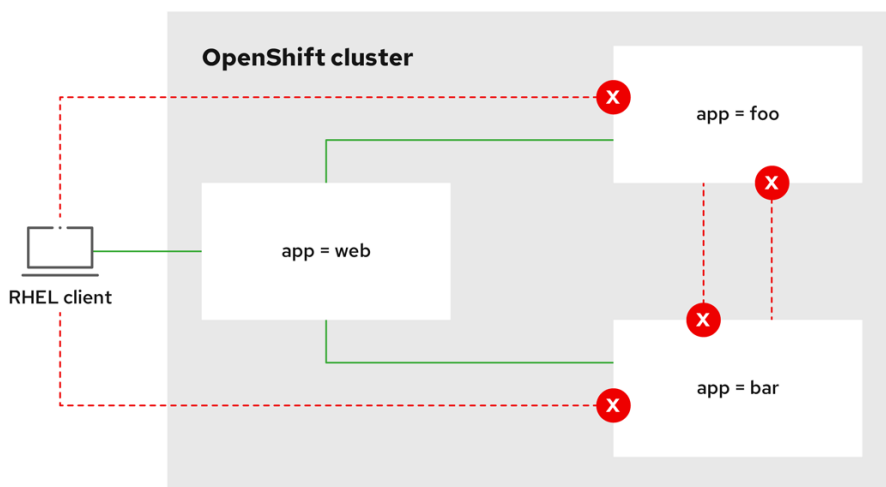 OpenShift cluster
X
app = foo
X
app = web
RHEL client
X
app = bar
X